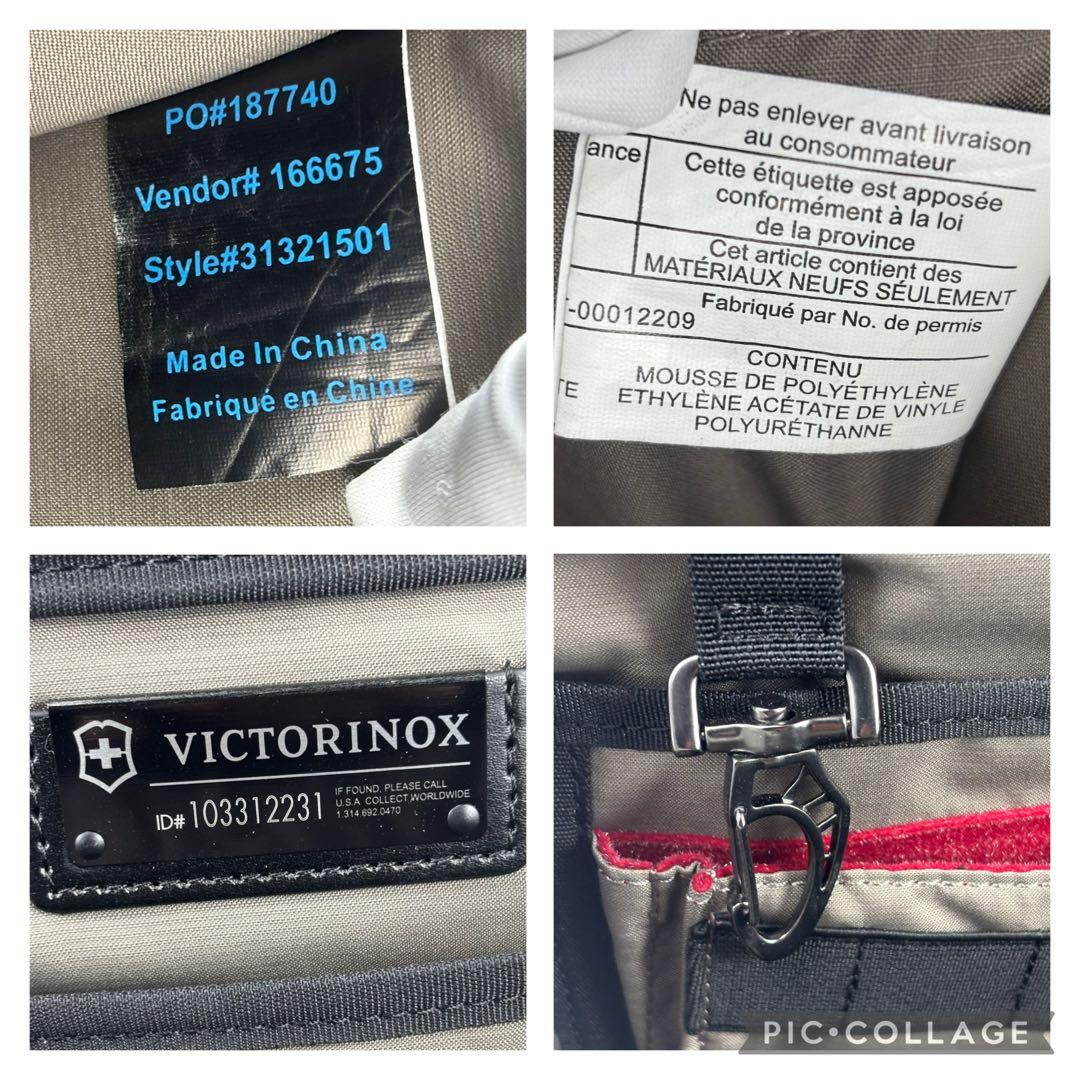 PO#187740
Vendor# 166675
Style#31321501
Made In China
Fabriqué en Chine
Ne pas enlever avant livraison
au consommateur
ance
Cette étiquette est apposée
conformément à la loi
de la province
Cet article contient des
MATÉRIAUX NEUFS SÉULEMENT
-00012209
Fabriqué par No. de permis
CONTENU
MOUSSE DE POLYÉTHYLÈNE
TE
ETHYLÈNE ACÉTATE DE VINYLE
POLYURÉTHANNE
VICTORINOX
ID# 103312231
IF FOUND, PLEASE CALL
U.S.A COLLECT WORLDWIDE
1.314.692.0470
PIC•COLLAGE